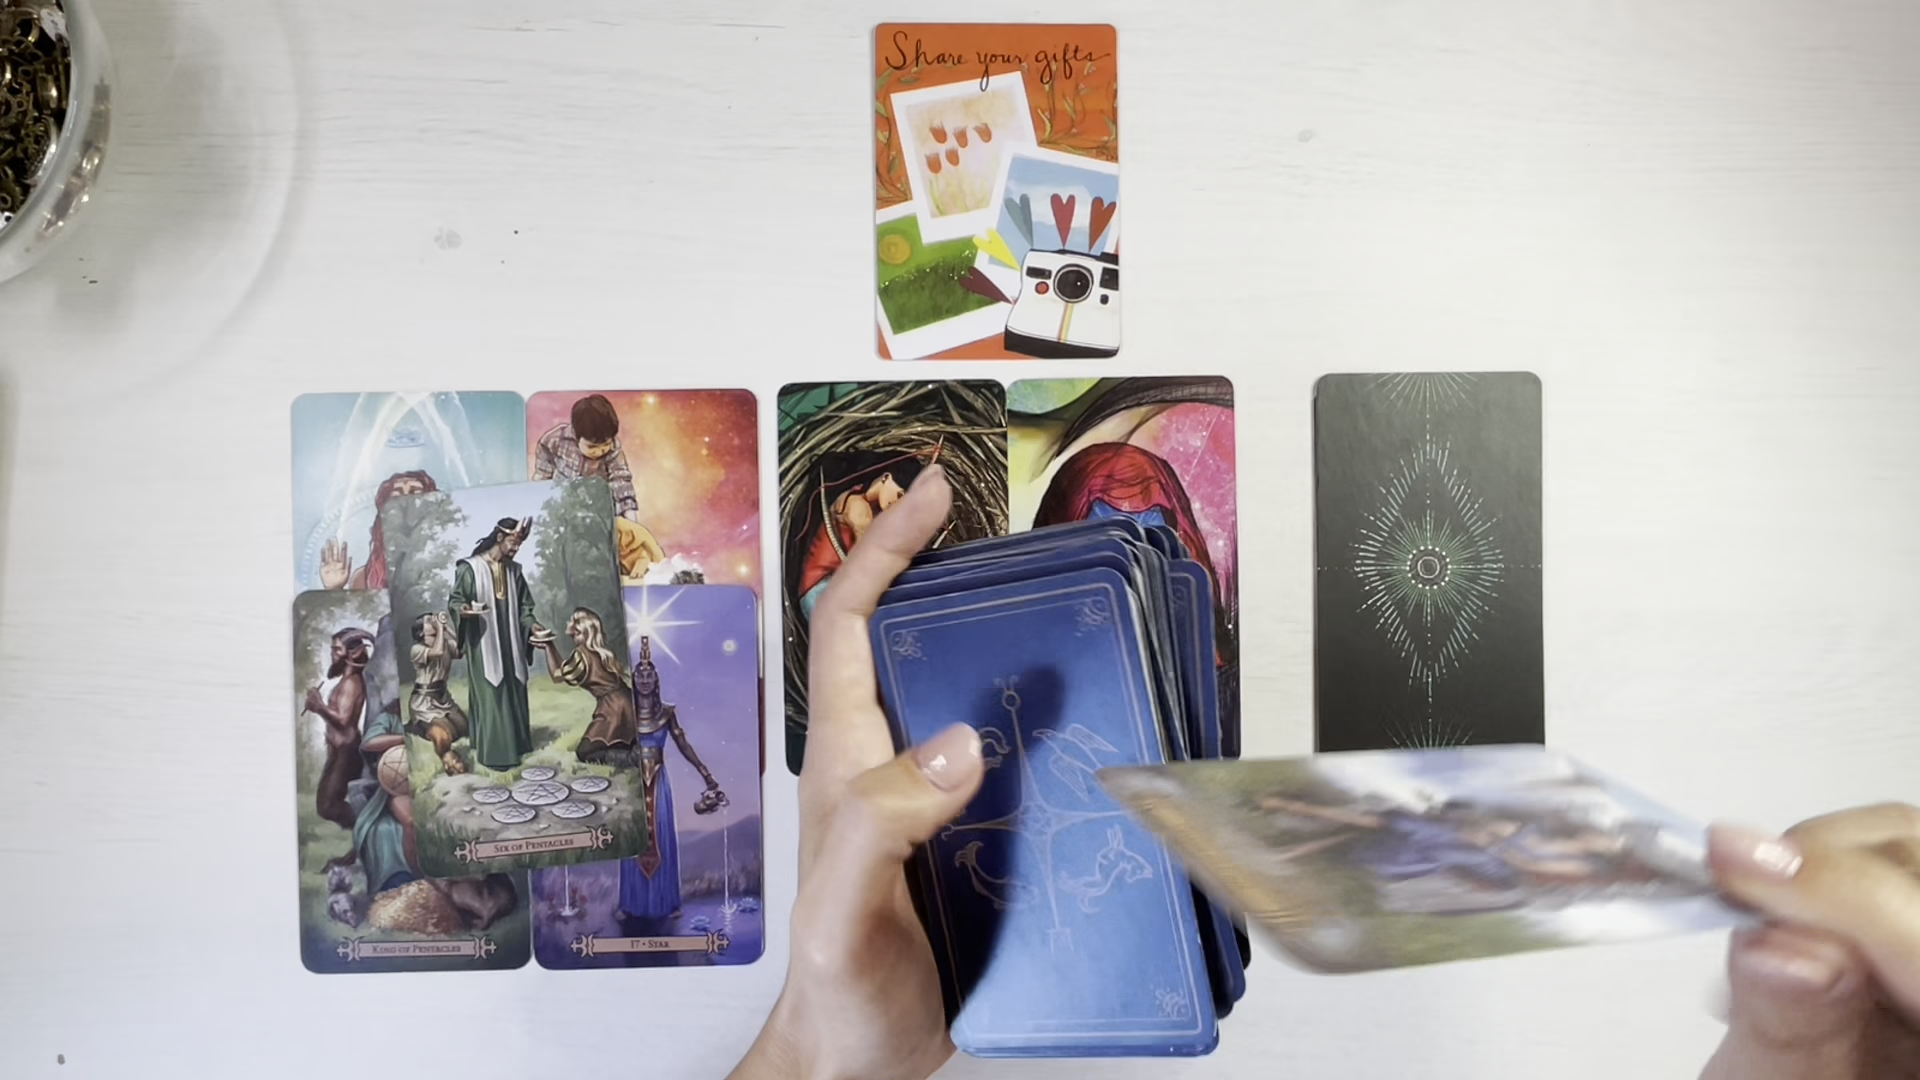 Share your gifts
SIX OF PENTACLES
KING OF PENTACLES
17 • STAR